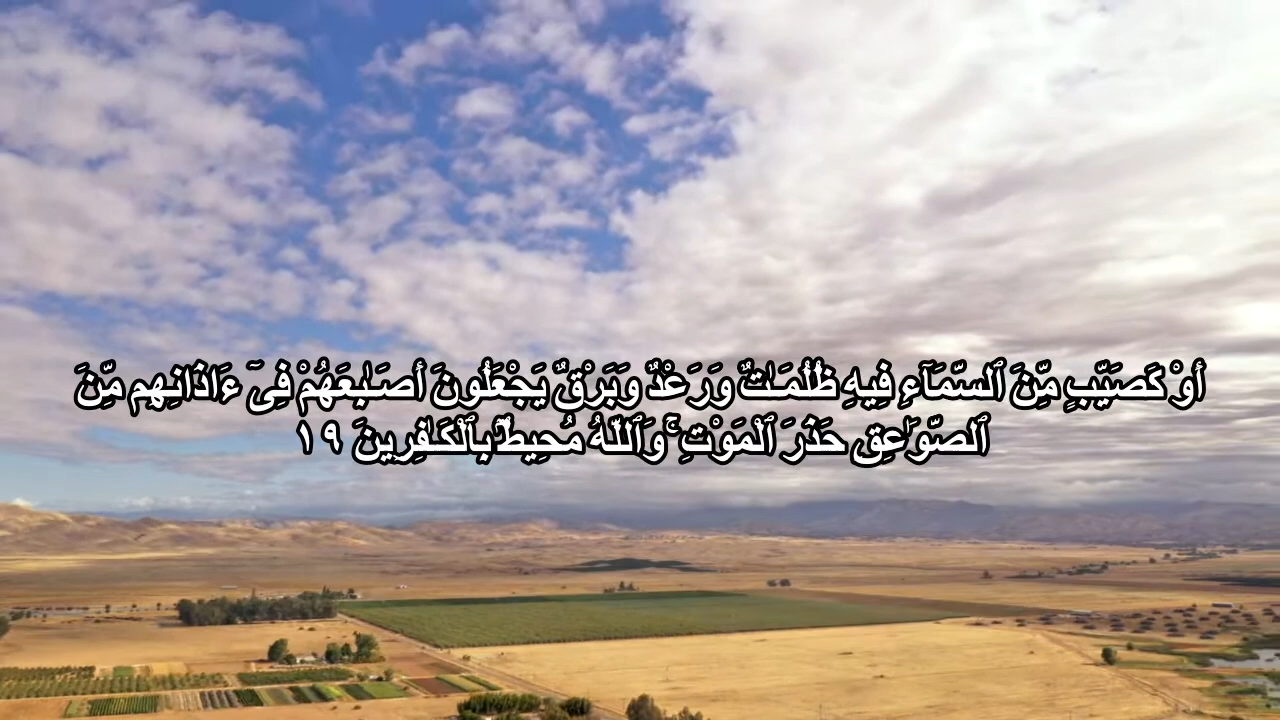 أَوْ كَصَيِّبٍ مِّنَ ٱلسَّمَآءِ فِيهِ ظُلُمَـٰتٌ وَرَعْدٌ وَبَرْقٌ يَجْعَلُونَ أَصَـٰبِعَهُمْ فِىٓ ءَاذَانِهِم مِّنَ
ٱلصَّوَٰعِقِ حَذَرَ ٱلْمَوْتِ ۚ وَٱللَّهُ مُحِيطٌۢ بِٱلْكَـٰفِرِينَ ١٩